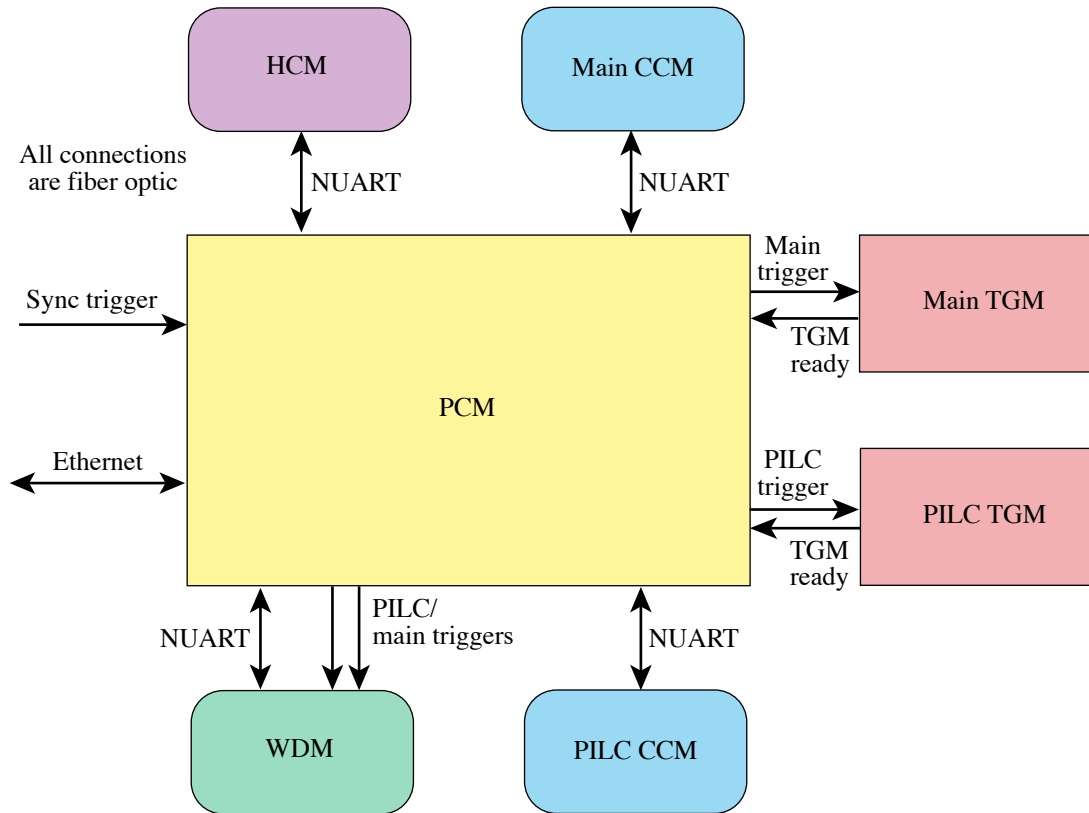 HCM
Main CCM
All connections
are fiber optic
NUART
NUART
Main
trigger
Sync trigger
Main TGM
TGM
ready
PCM
Ethernet
PILC
trigger
PILC TGM
TGM
ready
NUART
PILC/
main triggers
NUART
WDM
PILC CCM